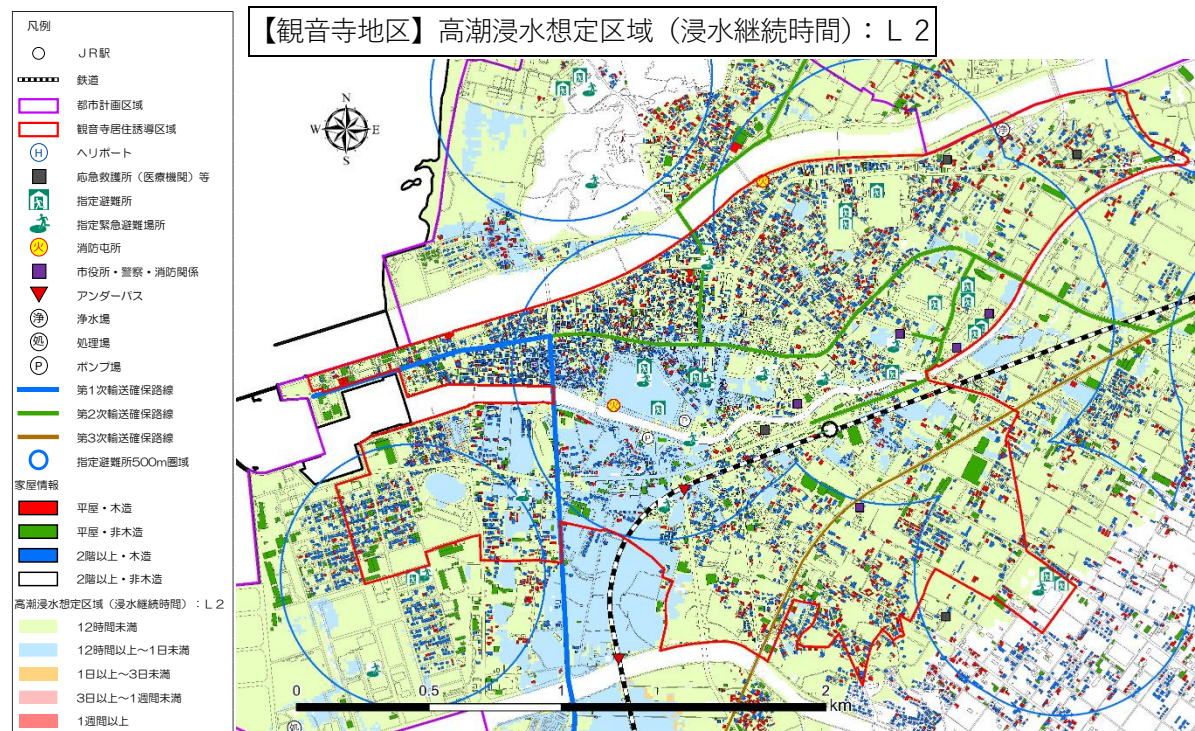 【観音寺地区】高潮浸水想定区域（浸水継続時間）：Ｌ２
凡例
ＪＲ駅
鉄道
都市計画区域
観音寺居住誘導区域
H ヘリポート
応急救護所（医療機関）等
指定避難所
指定緊急避難場所
火 消防屯所
市役所・警察・消防関係
アンダーパス
浄 浄水場
処 処理場
P ポンプ場
第1次輸送確保路線
第2次輸送確保路線
第3次輸送確保路線
指定避難所500m圏域
家屋情報
平屋・木造
平屋・非木造
2階以上・木造
2階以上・非木造
高潮浸水想定区域（浸水継続時間）：Ｌ２
12時間未満
12時間以上～1日未満
1日以上～3日未満
3日以上～1週間未満
1週間以上
N
W E
S
浄
火
火
P
P
処
0 0.5 1 2
km